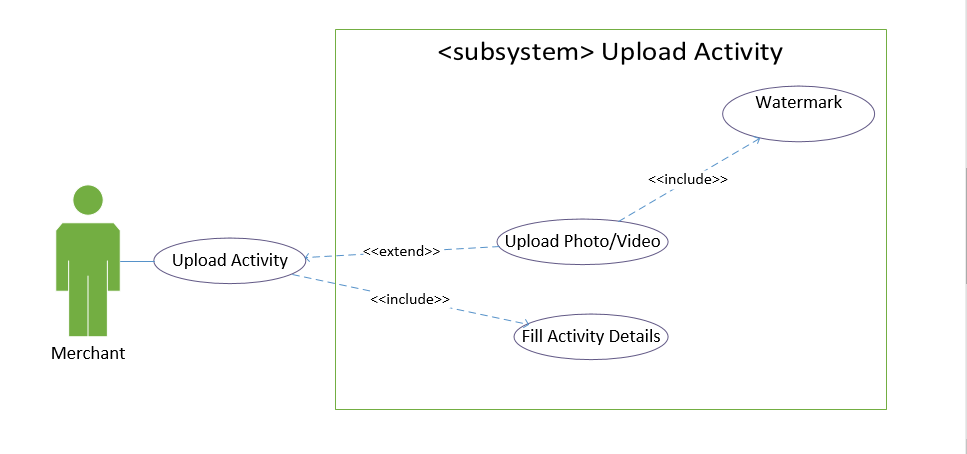 <subsystem> Upload Activity
Watermark
<<include>>
Upload Photo/Video
<<extend>>
Upload Activity
<<include>>
Fill Activity Details
Merchant